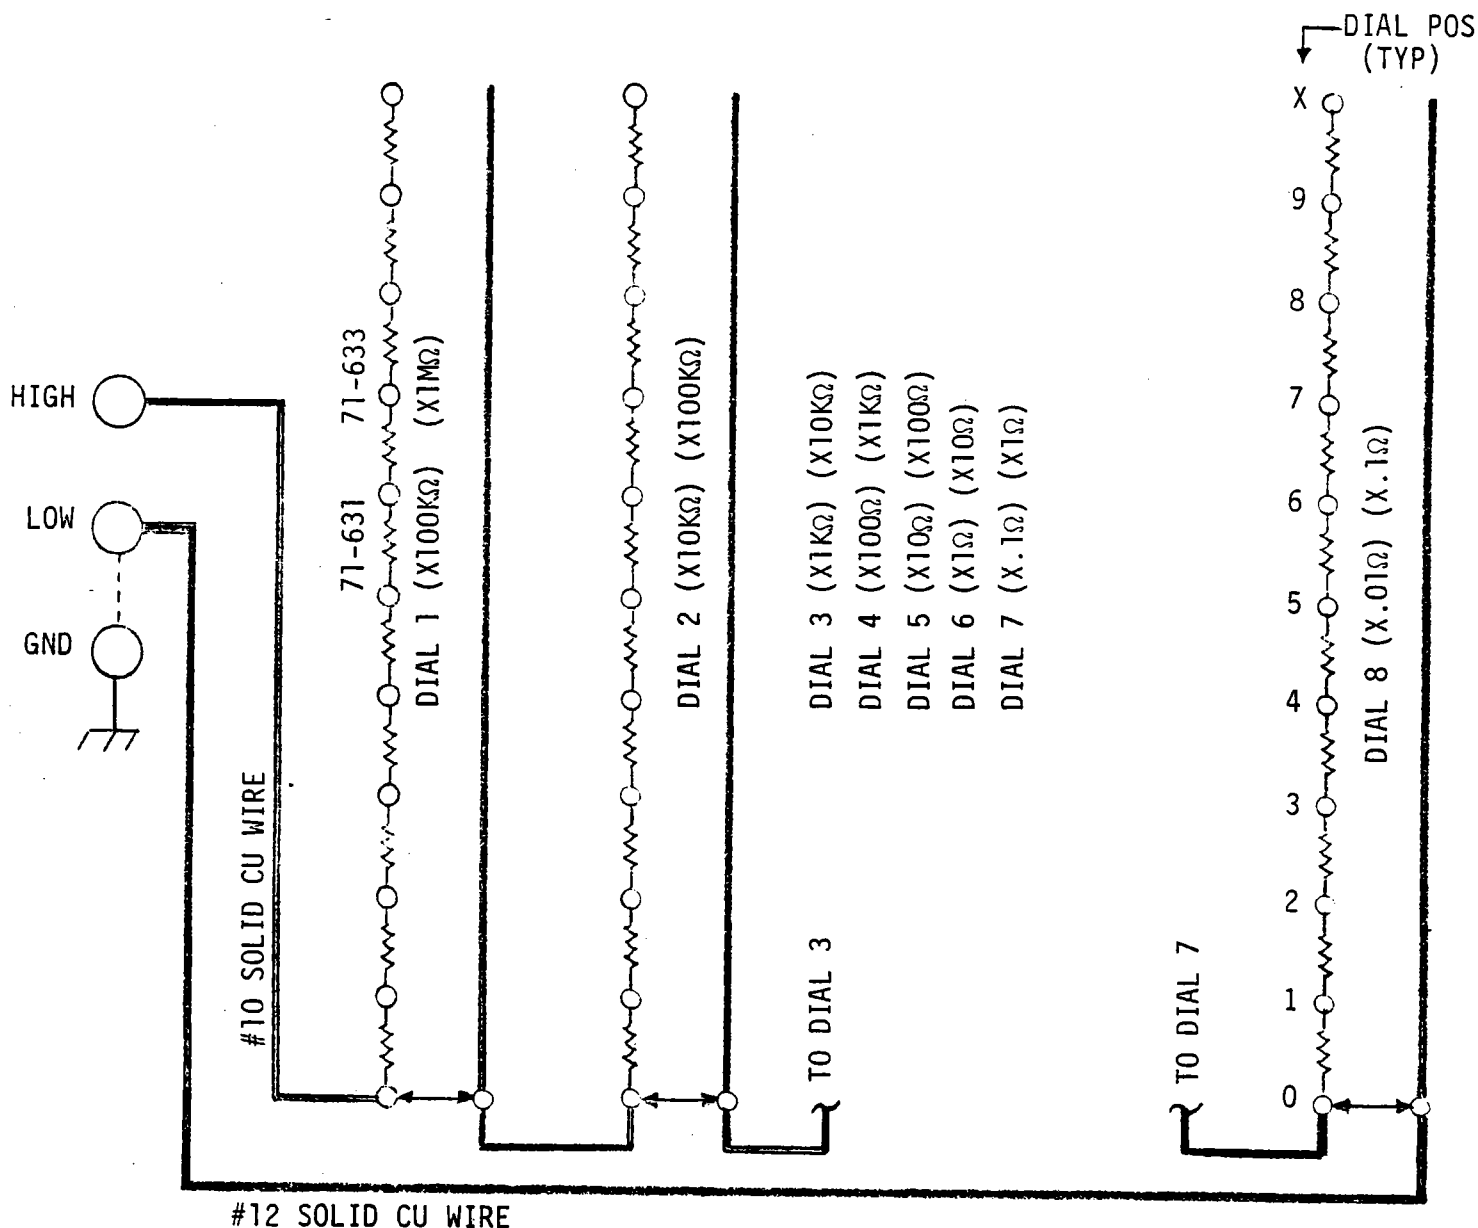 DIAL POS
(TYP)
X
9
8
7
6
5
4
3
2
1
0
HIGH
LOW
GND
#10 SOLID CU WIRE
71-631 71-633
DIAL 1 (X100KΩ) (X1MΩ)
DIAL 2 (X10KΩ) (X100KΩ)
DIAL 3 (X1KΩ) (X10KΩ)
DIAL 4 (X100Ω) (X1KΩ)
DIAL 5 (X10Ω) (X100Ω)
DIAL 6 (X1Ω) (X10Ω)
DIAL 7 (X.1Ω) (X1Ω)
TO DIAL 3
TO DIAL 7
DIAL 8 (X.01Ω) (X.1Ω)
#12 SOLID CU WIRE